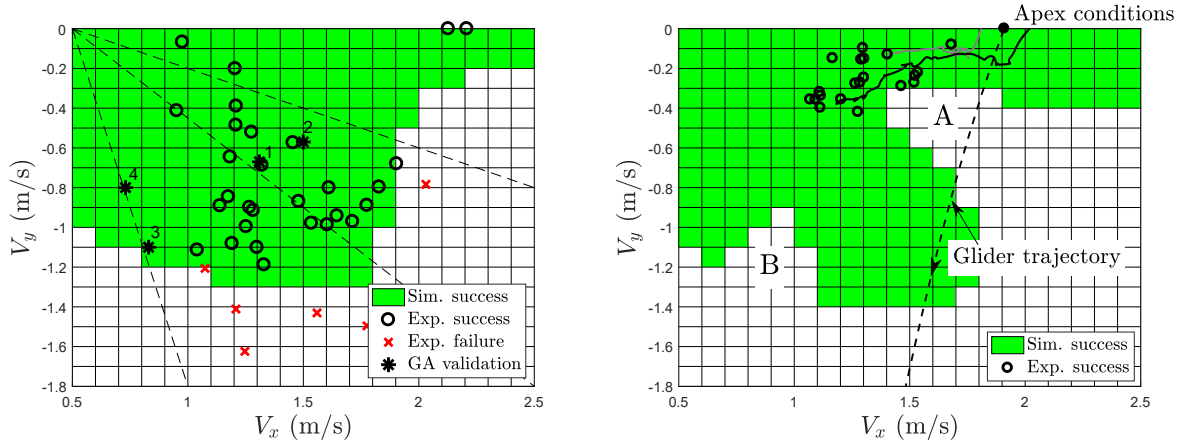 0
-0.2
-0.4
-0.6
-0.8
-1
-1.2
-1.4
-1.6
-1.8
0.5
1
1.5
2
2.5
V_y (m/s)
V_x (m/s)
1
2
3
4
Sim. success
Exp. success
Exp. failure
GA validation
Apex conditions
0
-0.2
-0.4
-0.6
-0.8
-1
-1.2
-1.4
-1.6
-1.8
0.5
1
1.5
2
2.5
V_y (m/s)
V_x (m/s)
A
B
Glider trajectory
Sim. success
Exp. success